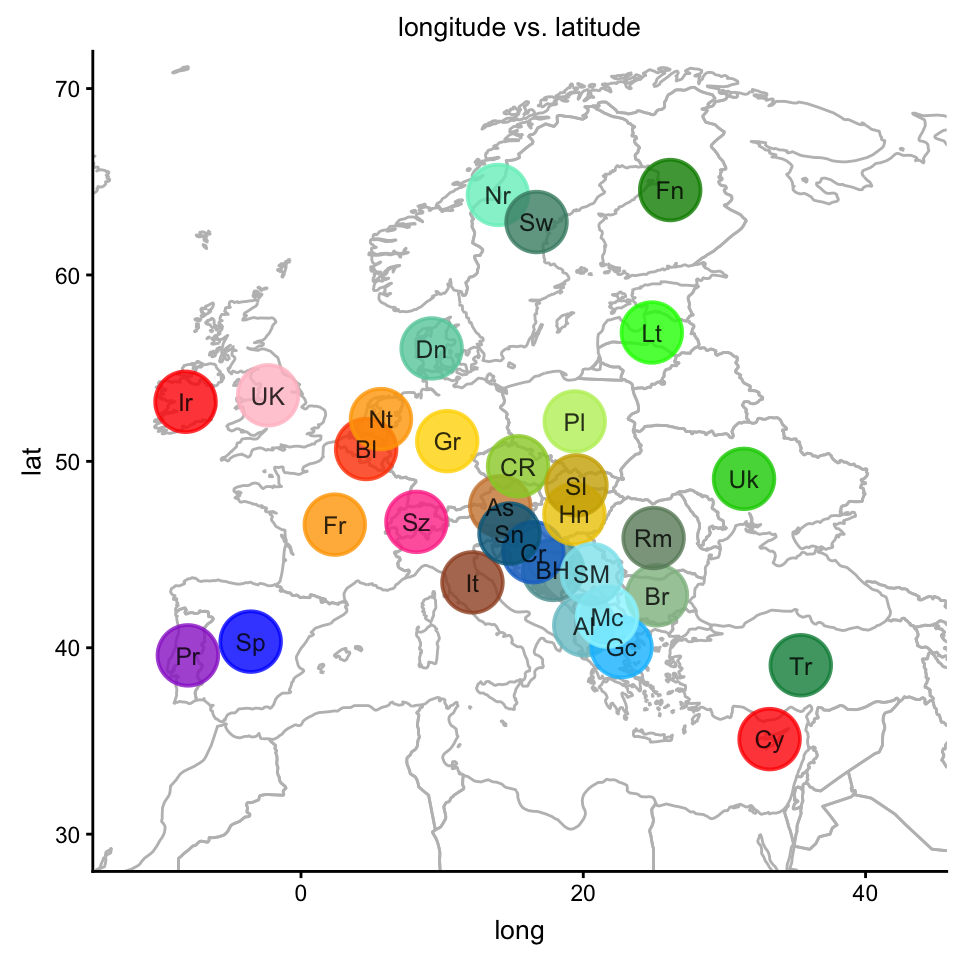 longitude vs. latitude
lat
70
60
50
40
30
Nr
Sw
Fn
Dn
Lt
Ir
UK
Nt
Bl
Gr
Pl
CR
Sl
Uk
Fr
Sz
As
Hn
Sn
Cr
Rm
It
BH
SM
Br
Pr
Sp
Al
Mc
Gc
Tr
Cy
0
20
40
long